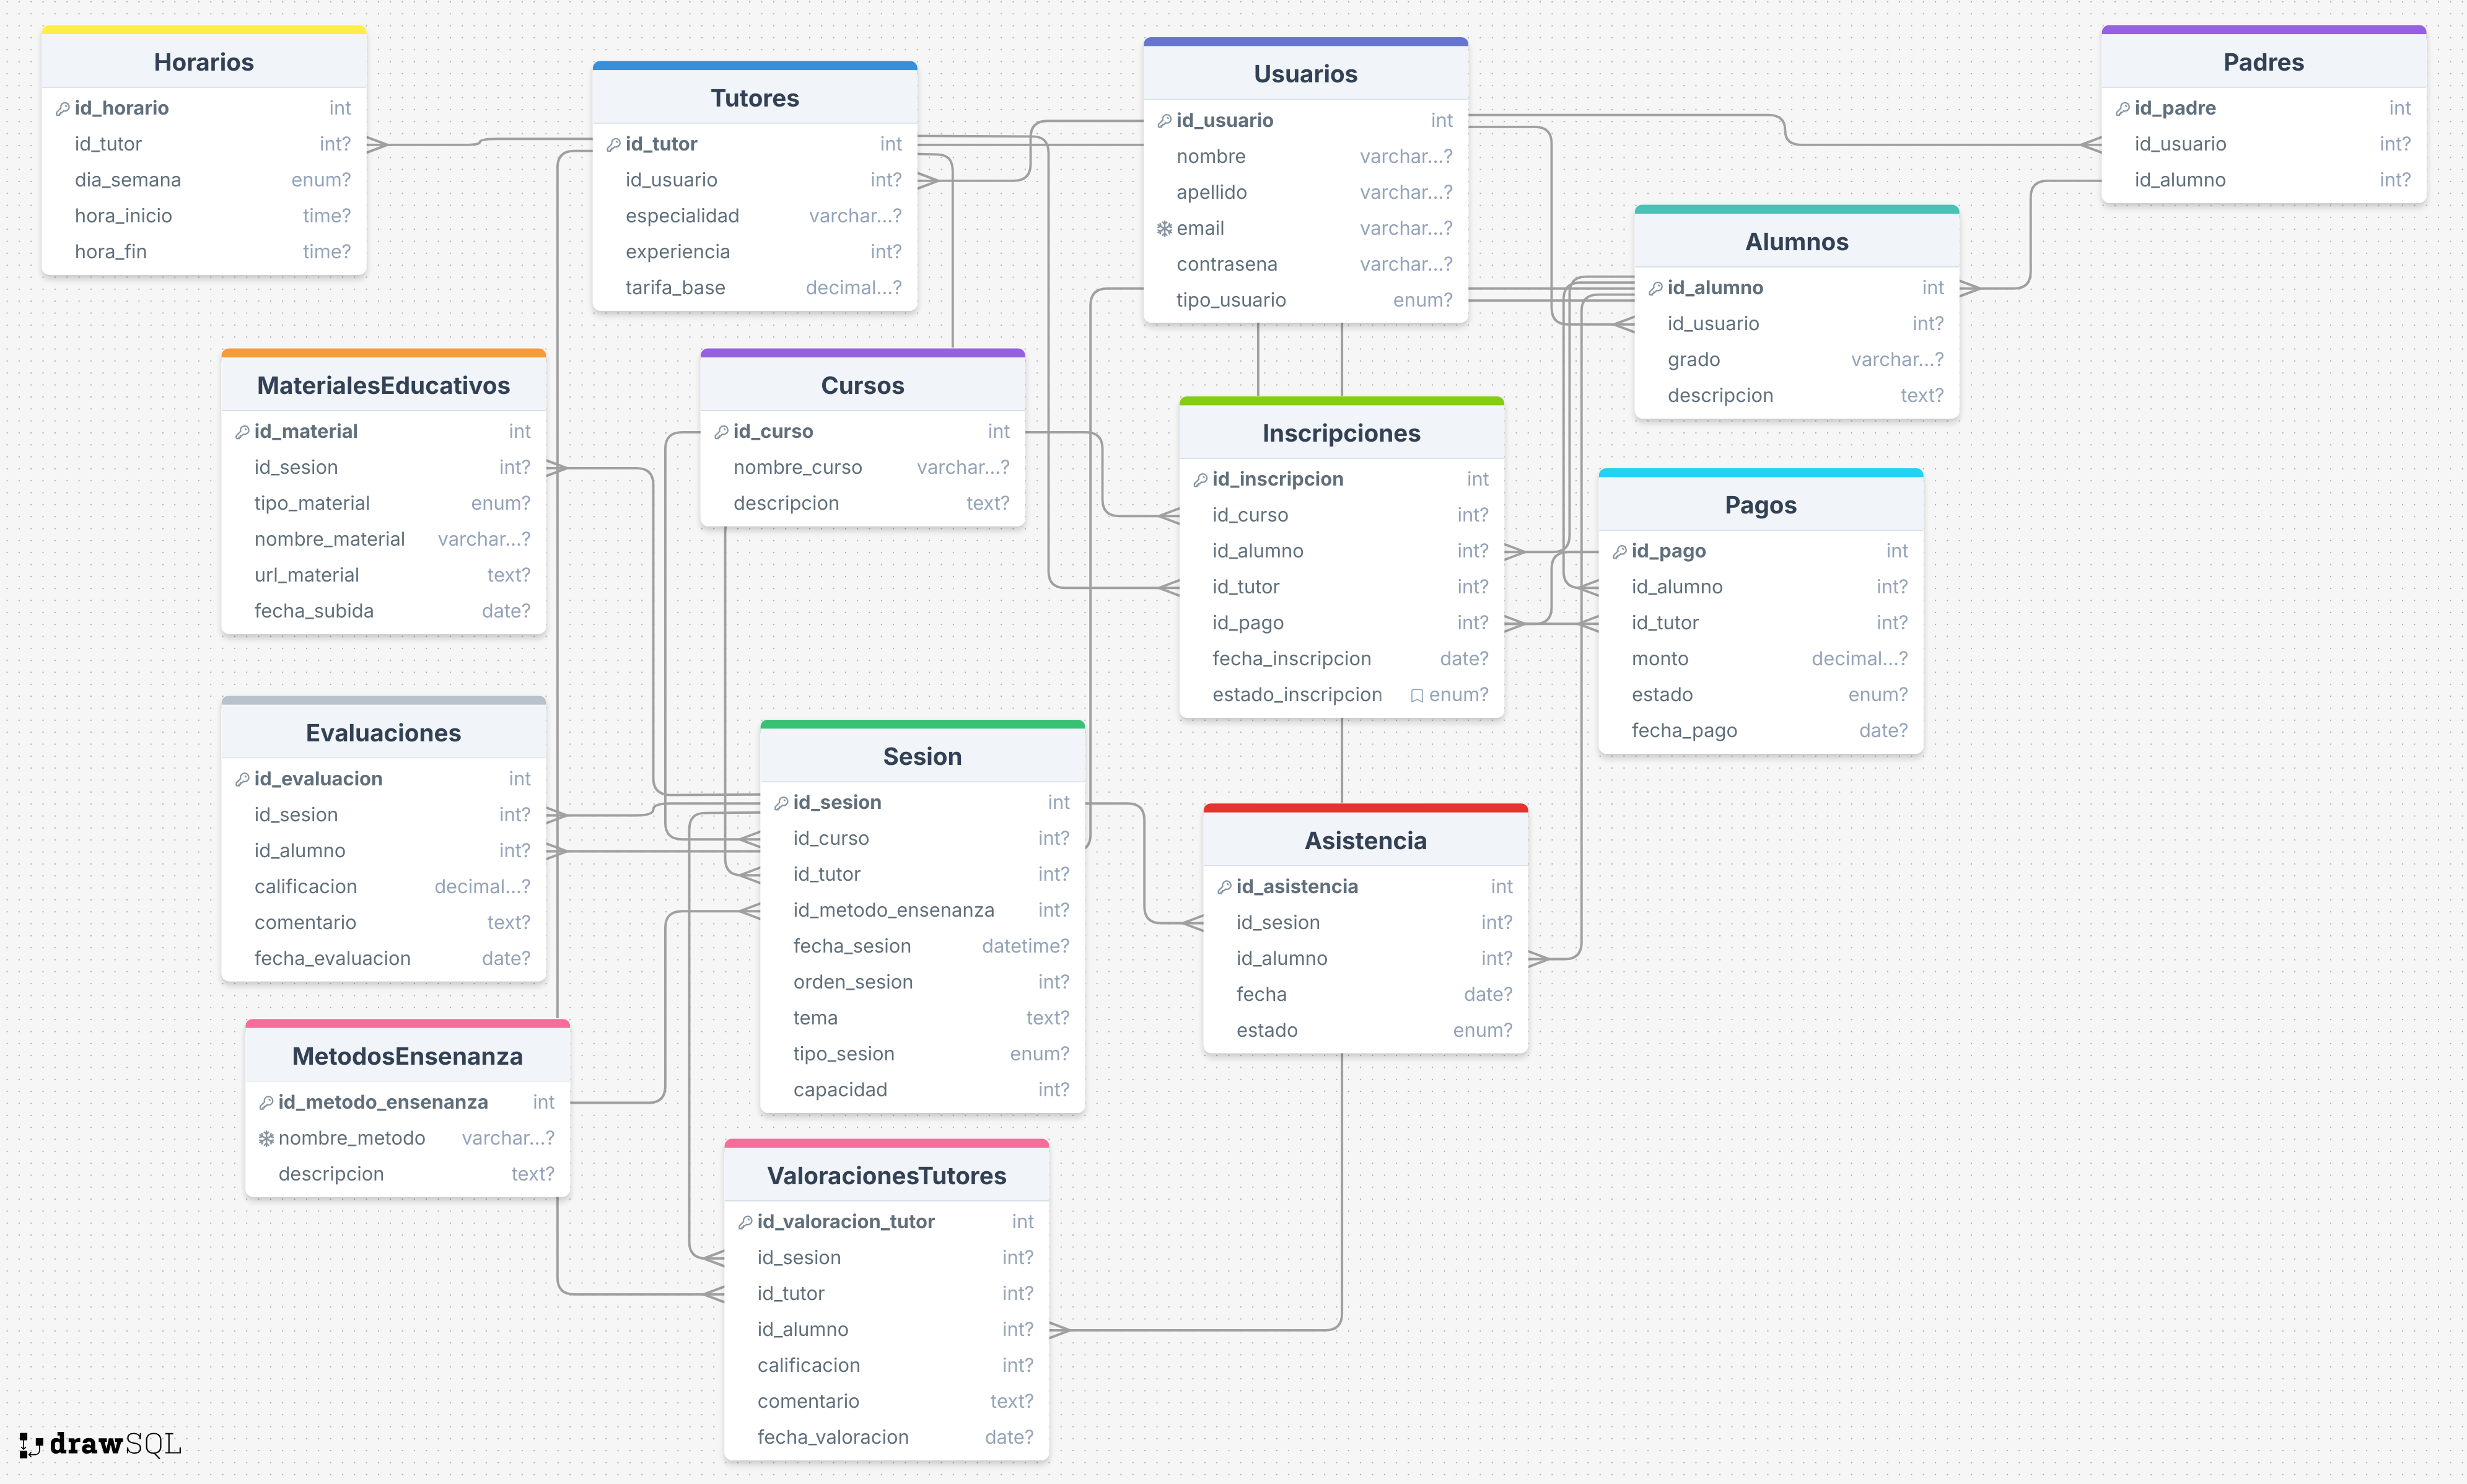 Horarios
id_horario int
id_tutor int?
dia_semana enum?
hora_inicio time?
hora_fin time?
Tutores
id_tutor int
id_usuario int?
especialidad varchar...?
experiencia int?
tarifa_base decimal...?
Usuarios
id_usuario int
nombre varchar...?
apellido varchar...?
email varchar...?
contrasena varchar...?
tipo_usuario enum?
Padres
id_padre int
id_usuario int?
id_alumno int?
Alumnos
id_alumno int
id_usuario int?
grado varchar...?
descripcion text?
MaterialesEducativos
id_material int
id_sesion int?
tipo_material enum?
nombre_material varchar...?
url_material text?
fecha_subida date?
Cursos
id_curso int
nombre_curso varchar...?
descripcion text?
Inscripciones
id_inscripcion int
id_curso int?
id_alumno int?
id_tutor int?
id_pago int?
fecha_inscripcion date?
estado_inscripcion enum?
Pagos
id_pago int
id_alumno int?
id_tutor int?
monto decimal...?
estado enum?
fecha_pago date?
Evaluaciones
id_evaluacion int
id_sesion int?
id_alumno int?
calificacion decimal...?
comentario text?
fecha_evaluacion date?
Sesion
id_sesion int
id_curso int?
id_tutor int?
id_metodo_ensenanza int?
fecha_sesion datetime?
orden_sesion int?
tema text?
tipo_sesion enum?
capacidad int?
Asistencia
id_asistencia int
id_sesion int?
id_alumno int?
fecha date?
estado enum?
MetodosEnsenanza
id_metodo_ensenanza int
nombre_metodo varchar...?
descripcion text?
ValoracionesTutores
id_valoracion_tutor int
id_sesion int?
id_tutor int?
id_alumno int?
calificacion int?
comentario text?
fecha_valoracion date?
drawSQL